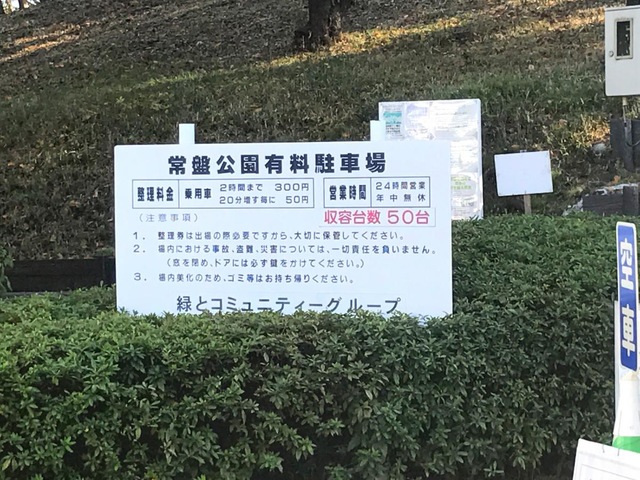 常盤公園有料駐車場
整理料金 乗用車 2時間まで 300円
20分増す毎に 50円
営業時間 24時間営業
年中無休
収容台数 50台
(注意事項)
1. 整理券は出場の際必要ですから、大切に保管してください。
2. 場内における事故、盗難、災害については、一切責任を負いません。
(窓を閉め、ドアには必ず鍵をかけてください。)
3. 場内美化のため、ゴミ等はお持ち帰りください。
緑とコミュニティーグループ
空車